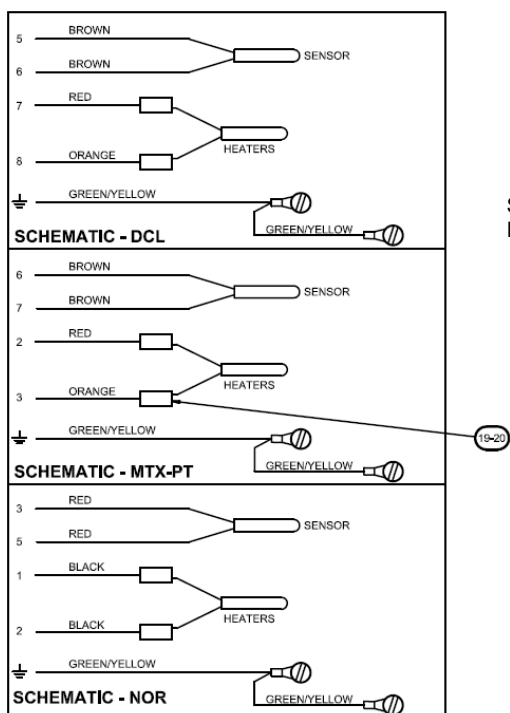 5 BROWN
SENSOR
6 BROWN
7 RED
HEATERS
8 ORANGE
GREEN/YELLOW
GREEN/YELLOW
SCHEMATIC - DCL
6 BROWN
SENSOR
7 BROWN
2 RED
HEATERS
3 ORANGE
19-20
GREEN/YELLOW
GREEN/YELLOW
SCHEMATIC - MTX-PT
3 RED
SENSOR
5 RED
1 BLACK
HEATERS
2 BLACK
GREEN/YELLOW
GREEN/YELLOW
SCHEMATIC - NOR